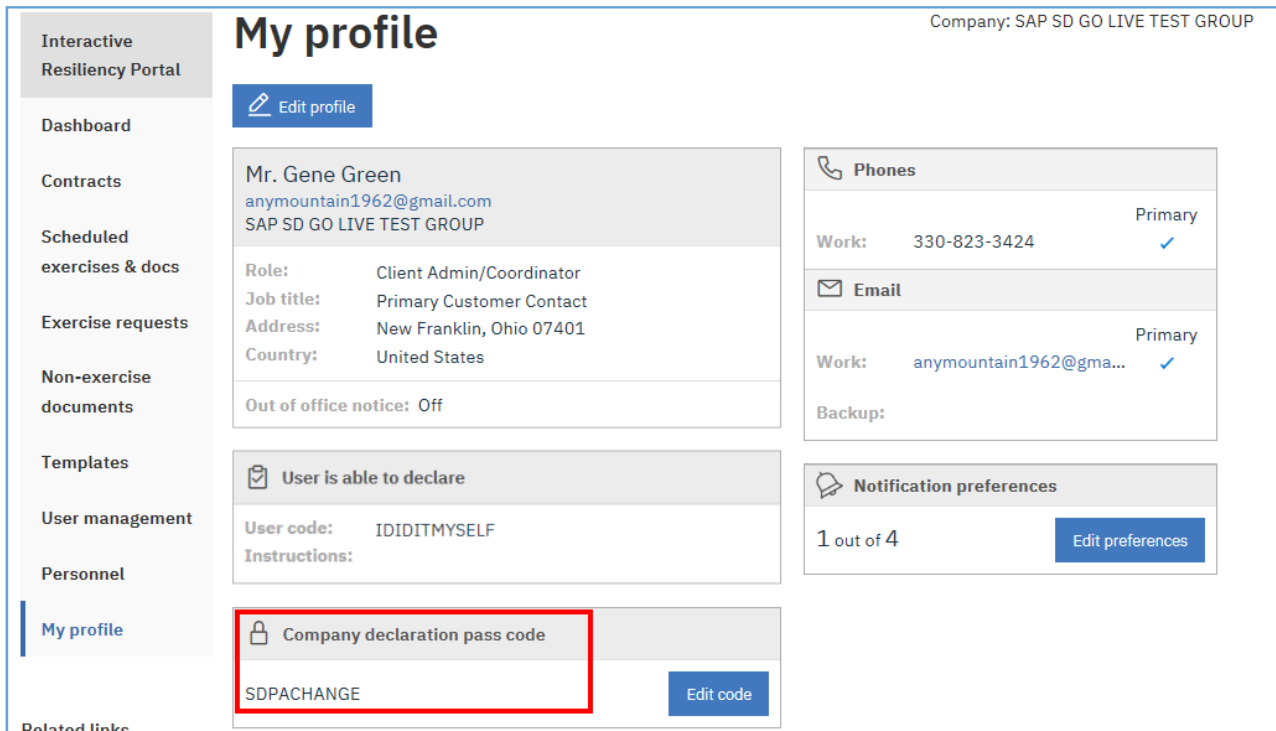 Interactive
Resiliency Portal
Dashboard
Contracts
Scheduled
exercises & docs
Exercise requests
Non-exercise
documents
Templates
User management
Personnel
My profile
Related links
My profile
Company: SAP SD GO LIVE TEST GROUP
Edit profile
Mr. Gene Green
anymountain1962@gmail.com
SAP SD GO LIVE TEST GROUP
Role: Client Admin/Coordinator
Job title: Primary Customer Contact
Address: New Franklin, Ohio 07401
Country: United States
Out of office notice: Off
User is able to declare
User code: IDIDITMYSELF
Instructions:
Company declaration pass code
SDPACHANGE
Edit code
Phones
Primary
Work: 330-823-3424 ✓
Email
Primary
Work: anymountain1962@gma... ✓
Backup:
Notification preferences
1 out of 4
Edit preferences